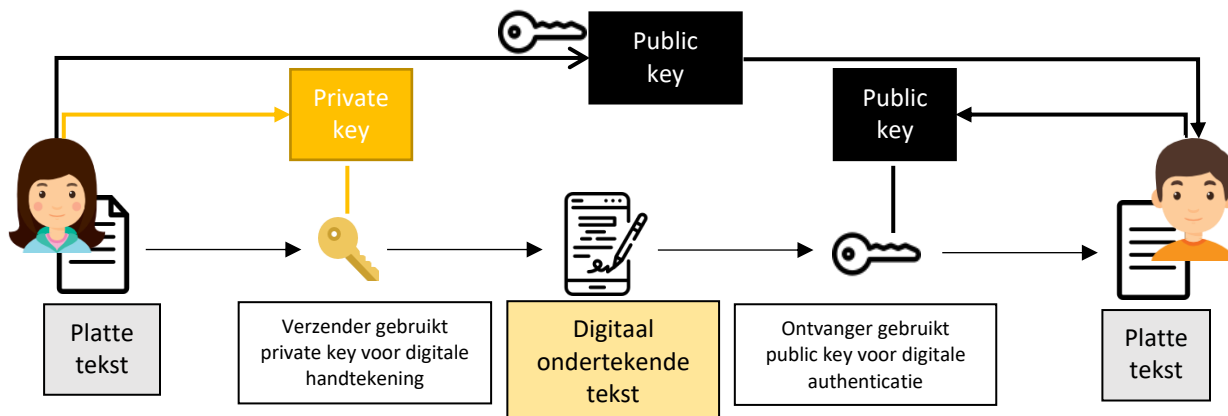 Public
key
Private
key
Public
key
Platte
tekst
Verzender gebruikt
private key voor digitale
handtekening
Digitaal
ondertekende
tekst
Ontvanger gebruikt
public key voor digitale
authenticatie
Platte
tekst